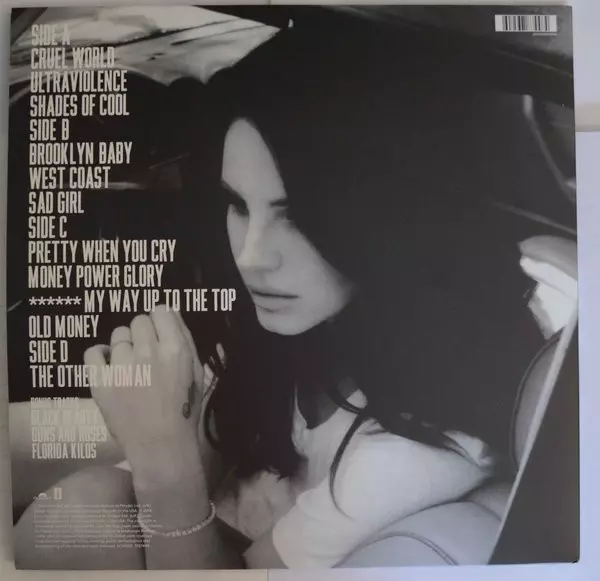 SIDE A
CRUEL WORLD
ULTRAVIOLENCE
SHADES OF COOL
SIDE B
BROOKLYN BABY
WEST COAST
SAD GIRL
SIDE C
PRETTY WHEN YOU CRY
MONEY POWER GLORY
****** MY WAY UP TO THE TOP
OLD MONEY
SIDE D
THE OTHER WOMAN
BONUS TRACKS
BLACK BEAUTY
GUNS AND ROSES
FLORIDA KILOS